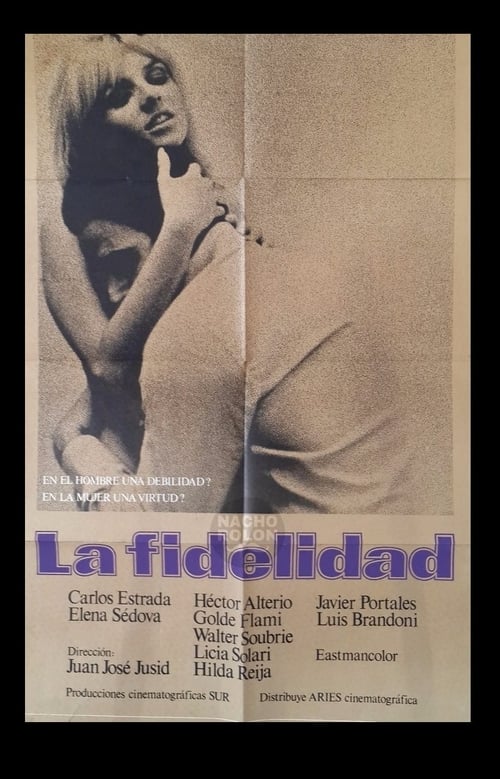 EN EL HOMBRE UNA DEBILIDAD?
EN LA MUJER UNA VIRTUD?
NACHO
La fidelidad
Carlos Estrada
Elena Sédova
Dirección:
Juan José Jusid
Héctor Alterio
Golde Flami
Walter Soubrie
Licia Solari
Hilda Reija
Javier Portales
Luis Brandoni
Eastmancolor
Producciones cinematográficas SUR
Distribuye ARIES cinematográfica